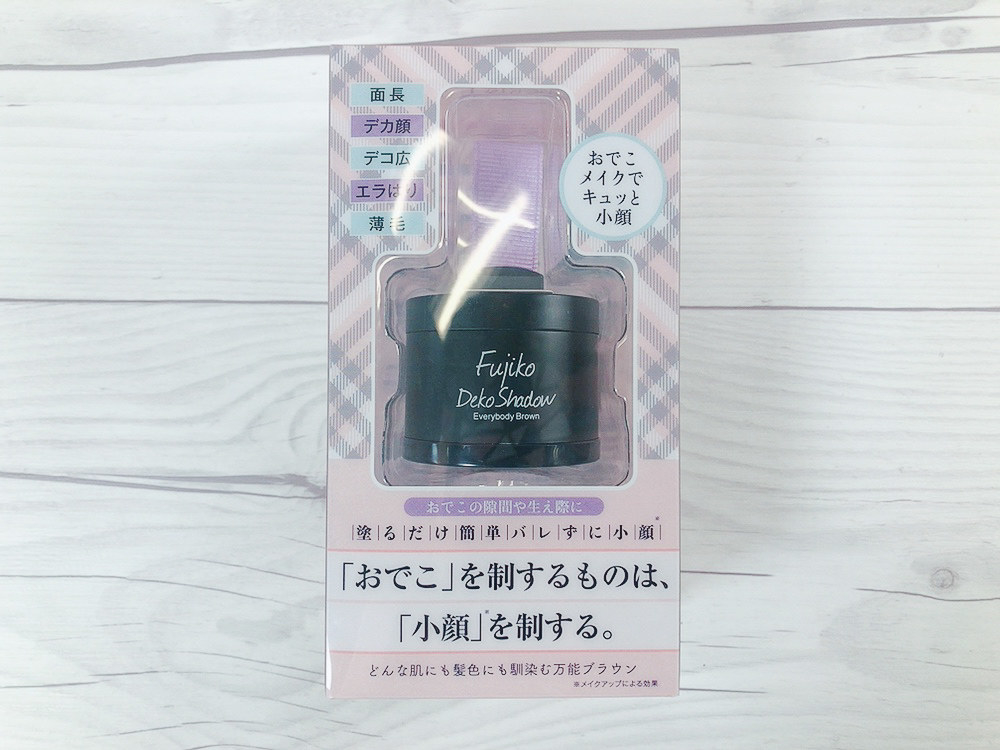 面長
デカ顔
デコ広
エラはり
薄毛
おでこ
メイクで
キュッと
小顔
Fujiko
Deko Shadow
Everybody Brown
おでこの隙間や生え際に
塗るだけ簡単バレずに小顔※
「おでこ」を制するものは、
「小顔」※を制する。
どんな肌にも髪色にも馴染む万能ブラウン
※メイクアップによる効果